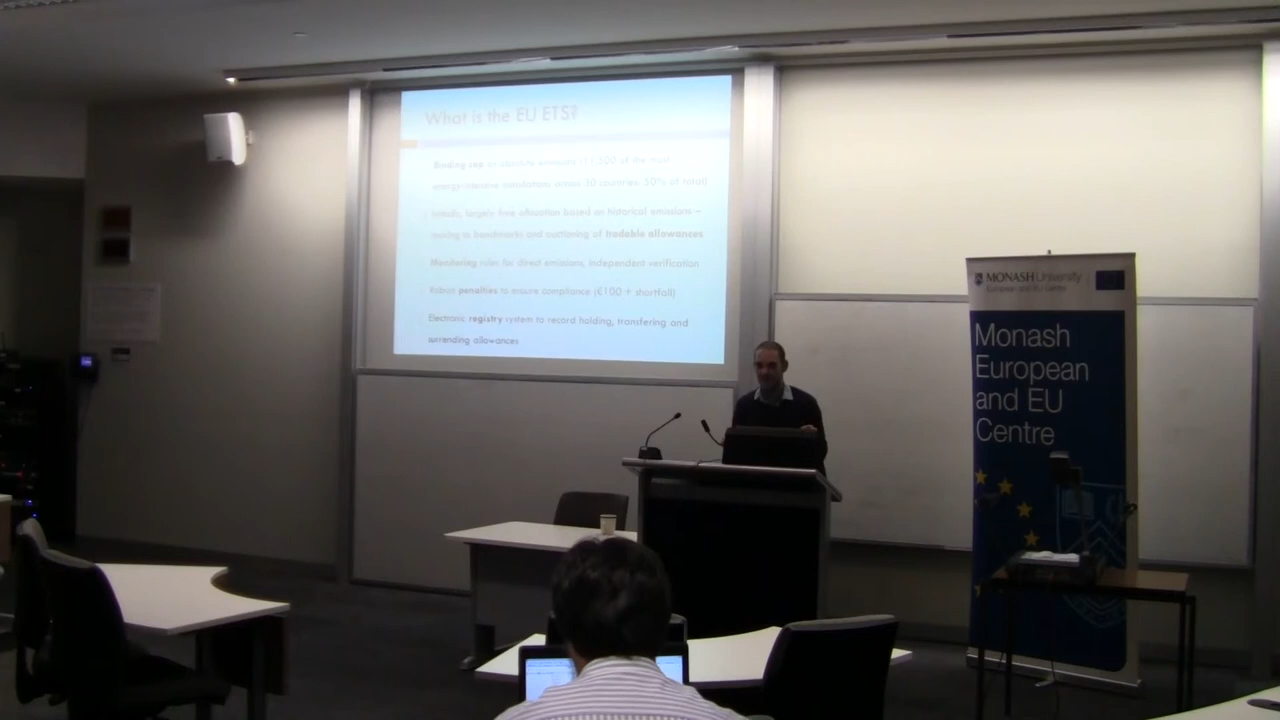 What is the EU ETS?
Binding cap on absolute emissions (11,500 of the most
energy-intensive installations across 30 countries: 50% of total)
Initially, largely free allocation based on historical emissions –
moving to benchmarks and auctioning of tradable allowances
Monitoring rules for direct emissions, independent verification
Robust penalties to ensure compliance (€100 + shortfall)
Electronic registry system to record holding, transfering and
surrending allowances
MONASH University
European and EU Centre
Monash
European
and EU
Centre